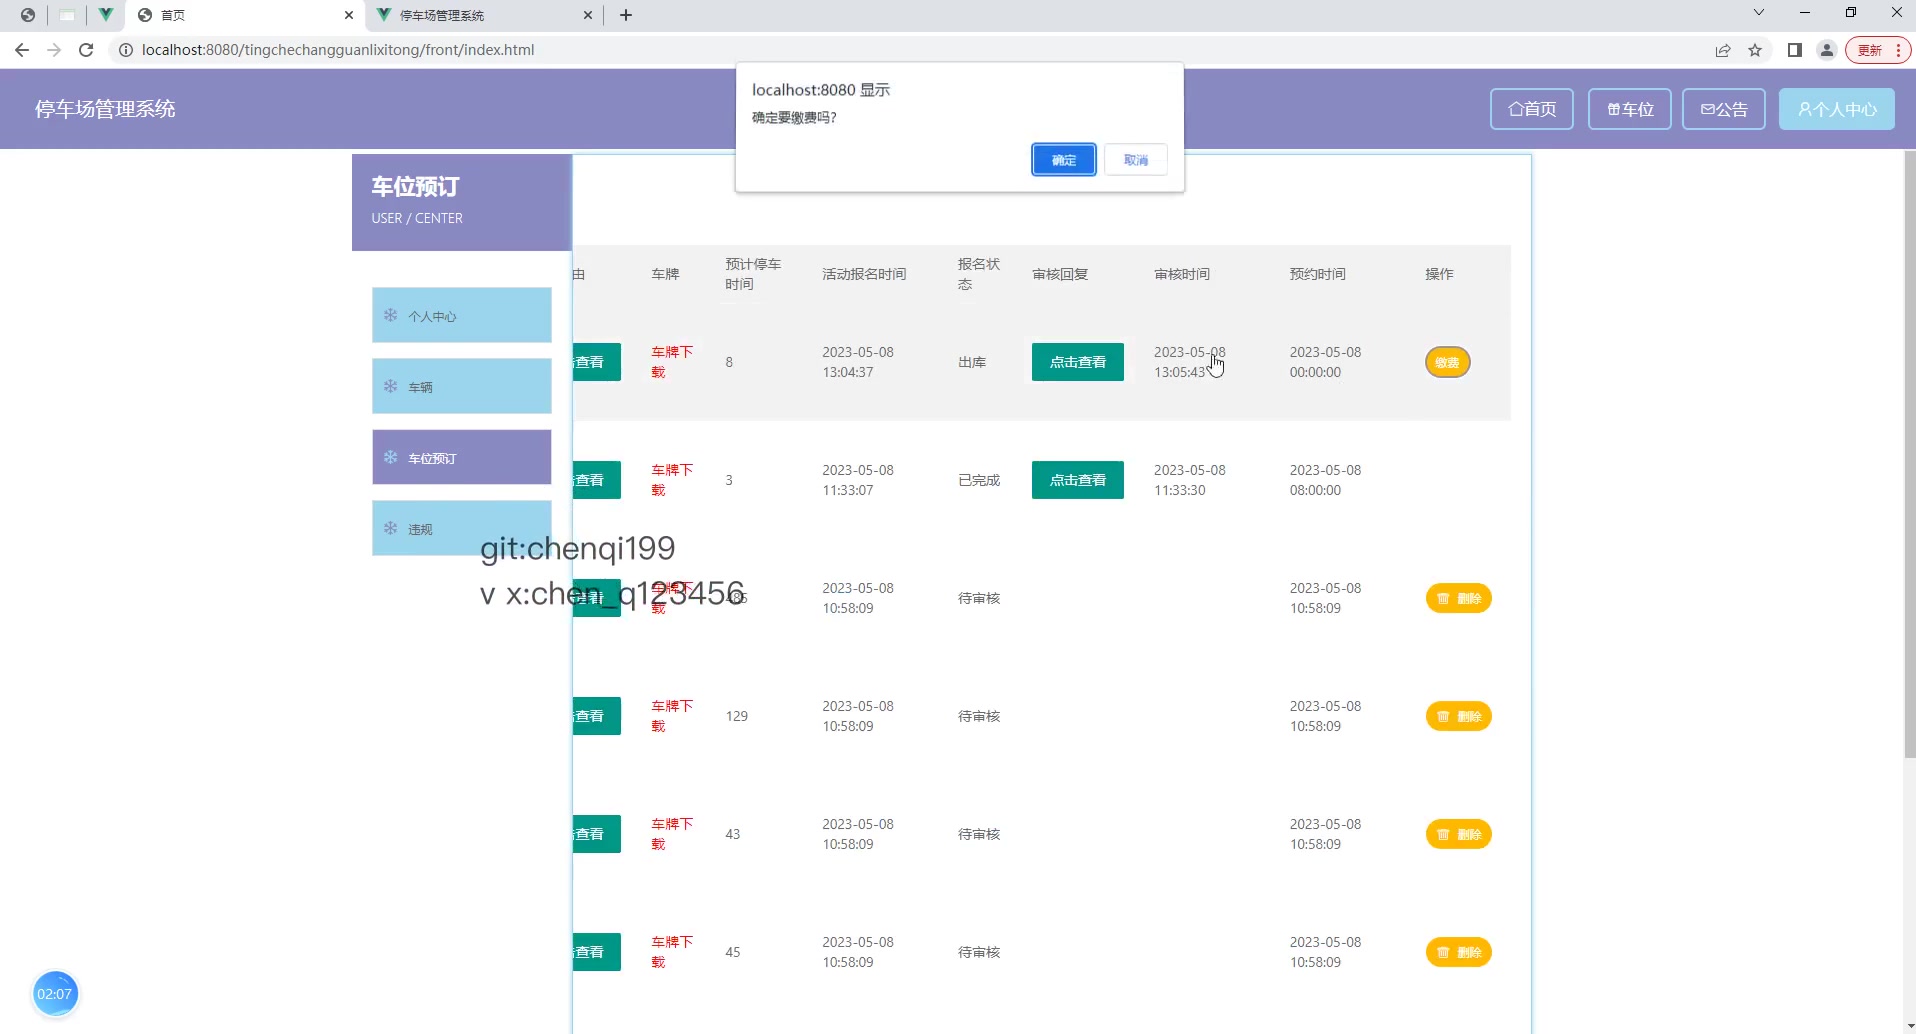 首页
停车场管理系统
localhost:8080/tingchechangguanlixitong/front/index.html
更新
停车场管理系统
首页
车位
公告
个人中心
localhost:8080 显示
确定要缴费吗?
确定
取消
车位预订
USER / CENTER
个人中心
车辆
车位预订
违规
由
车牌
预计停车
时间
活动报名时间
报名状
态
审核回复
审核时间
预约时间
操作
查看
车牌下
载
8
2023-05-08
13:04:37
出库
点击查看
2023-05-08
13:05:43
2023-05-08
00:00:00
缴费
查看
车牌下
载
3
2023-05-08
11:33:07
已完成
点击查看
2023-05-08
11:33:30
2023-05-08
08:00:00
git:chenqi199
v x:chen_q123456
查看
车牌下
载
485
2023-05-08
10:58:09
待审核
2023-05-08
10:58:09
删除
查看
车牌下
载
129
2023-05-08
10:58:09
待审核
2023-05-08
10:58:09
删除
查看
车牌下
载
43
2023-05-08
10:58:09
待审核
2023-05-08
10:58:09
删除
查看
车牌下
载
45
2023-05-08
10:58:09
待审核
2023-05-08
10:58:09
删除
02:07